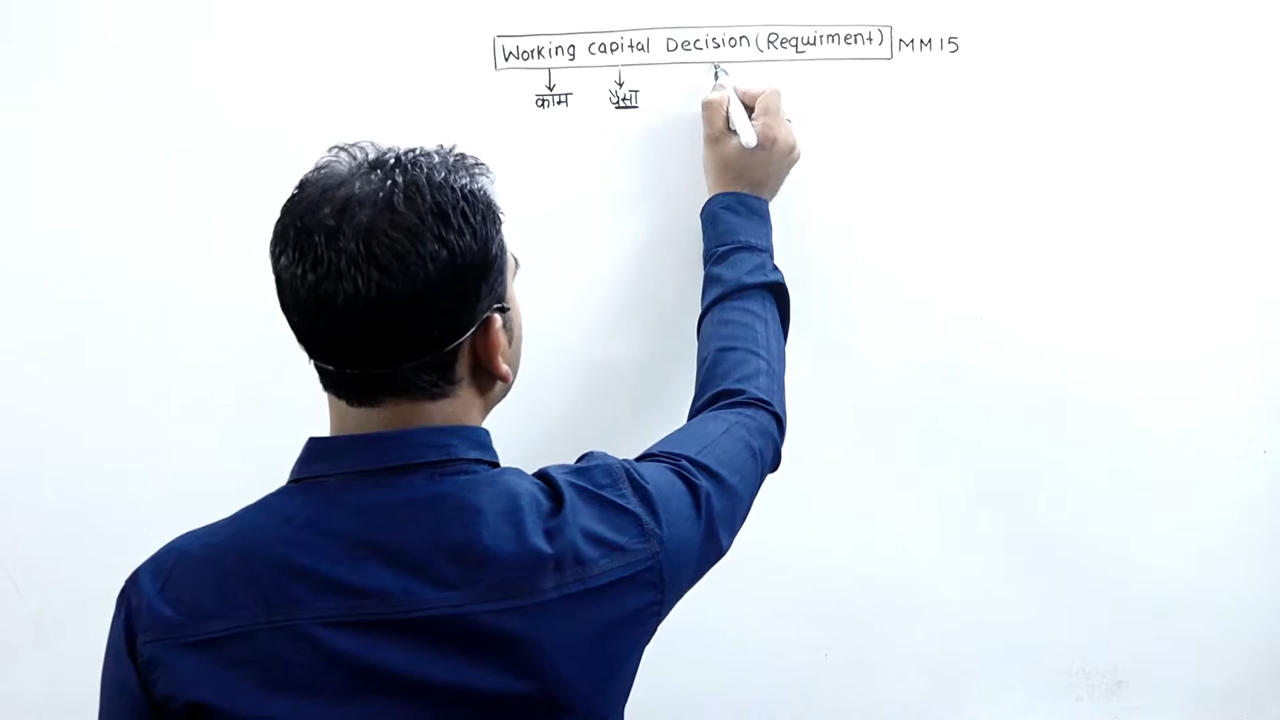 Working capital Decision (Requirment) MM15
काम पैसा